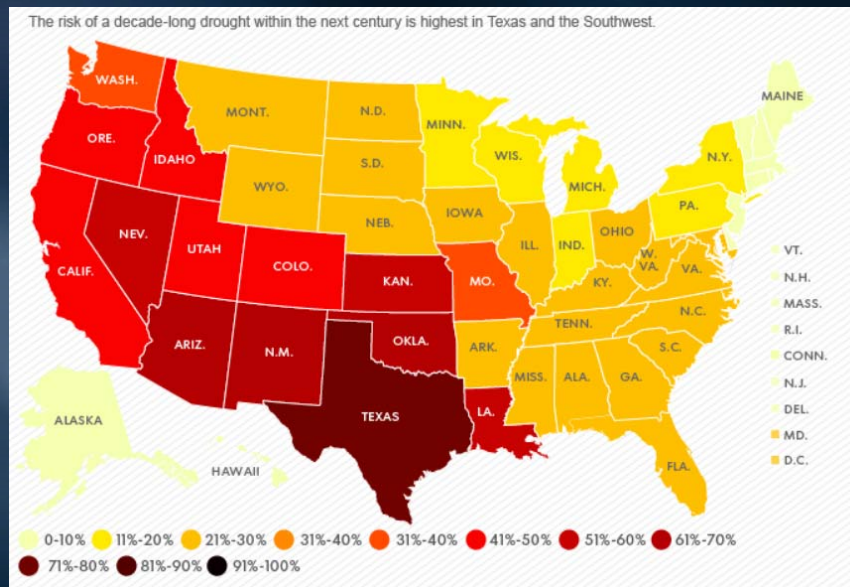 The risk of a decade-long drought within the next century is highest in Texas and the Southwest.
WASH.
MONT.
N.D.
MINN.
MAINE
ORE.
IDAHO
WYO.
S.D.
WIS.
MICH.
N.Y.
NEB.
IOWA
PA.
NEV.
UTAH
COLO.
CALIF.
KAN.
MO.
ILL.
IND.
OHIO
W.
VA.
VA.
KY.
VT.
N.H.
MASS.
R.I.
CONN.
N.J.
DEL.
MD.
D.C.
ARIZ.
N.M.
OKLA.
ARK.
TENN.
N.C.
S.C.
MISS.
ALA.
GA.
TEXAS
LA.
FLA.
ALASKA
HAWAII
0-10% 11%-20% 21%-30% 31%-40% 31%-40% 41%-50% 51%-60% 61%-70%
71%-80% 81%-90% 91%-100%